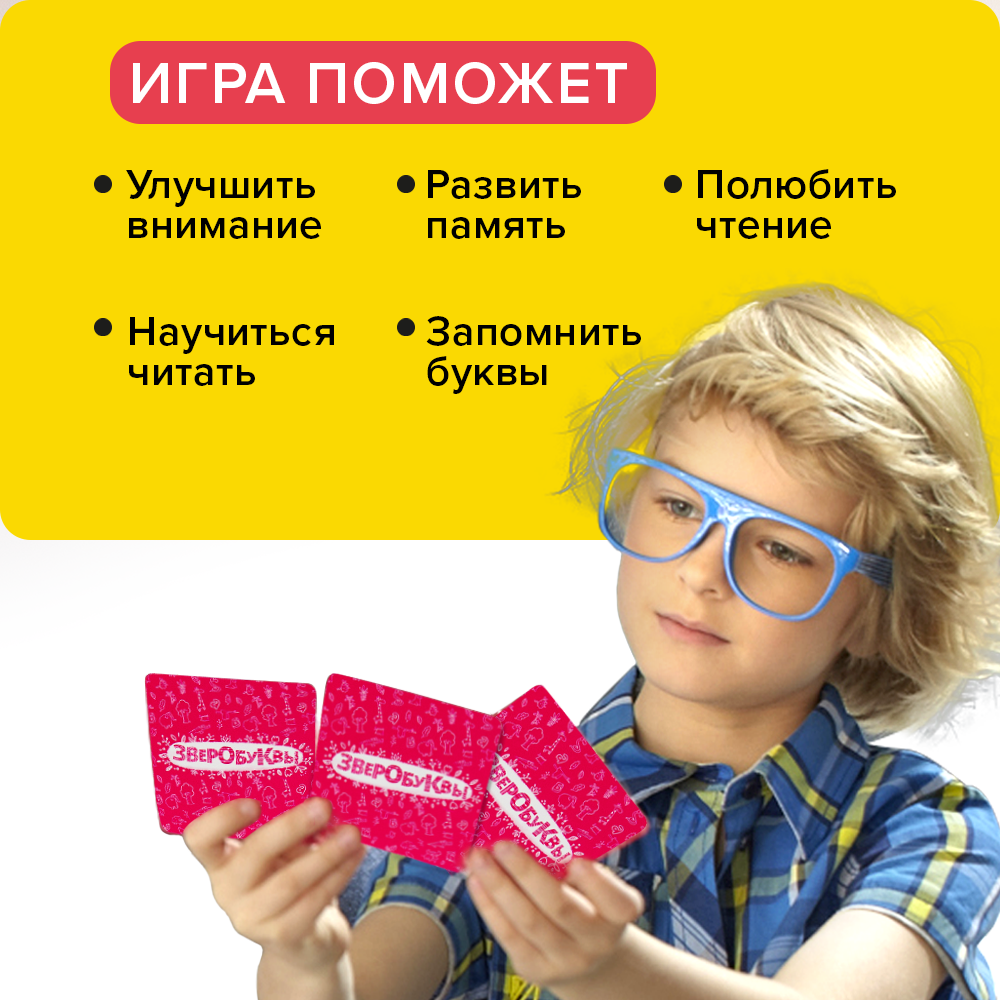 ИГРА ПОМОЖЕТ
Улучшить
внимание
Развить
память
Полюбить
чтение
Научиться
читать
Запомнить
буквы
ЗВЕРОБУКВЫ
ЗВЕРОБУКВЫ
ЗВЕРОБУКВЫ